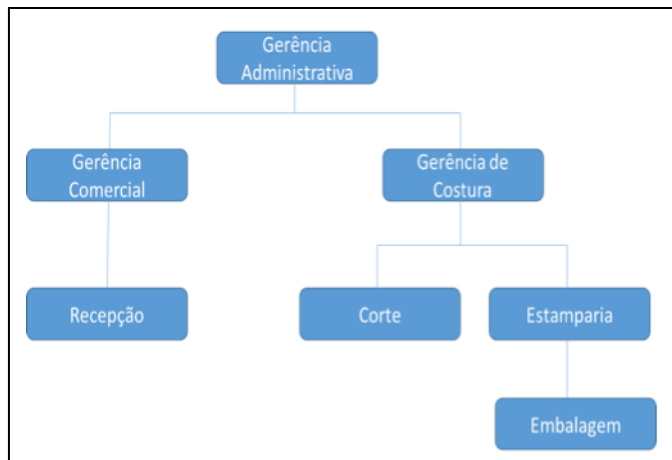 Gerência
Administrativa
Gerência
Comercial
Gerência de
Costura
Recepção
Corte
Estamparia
Embalagem